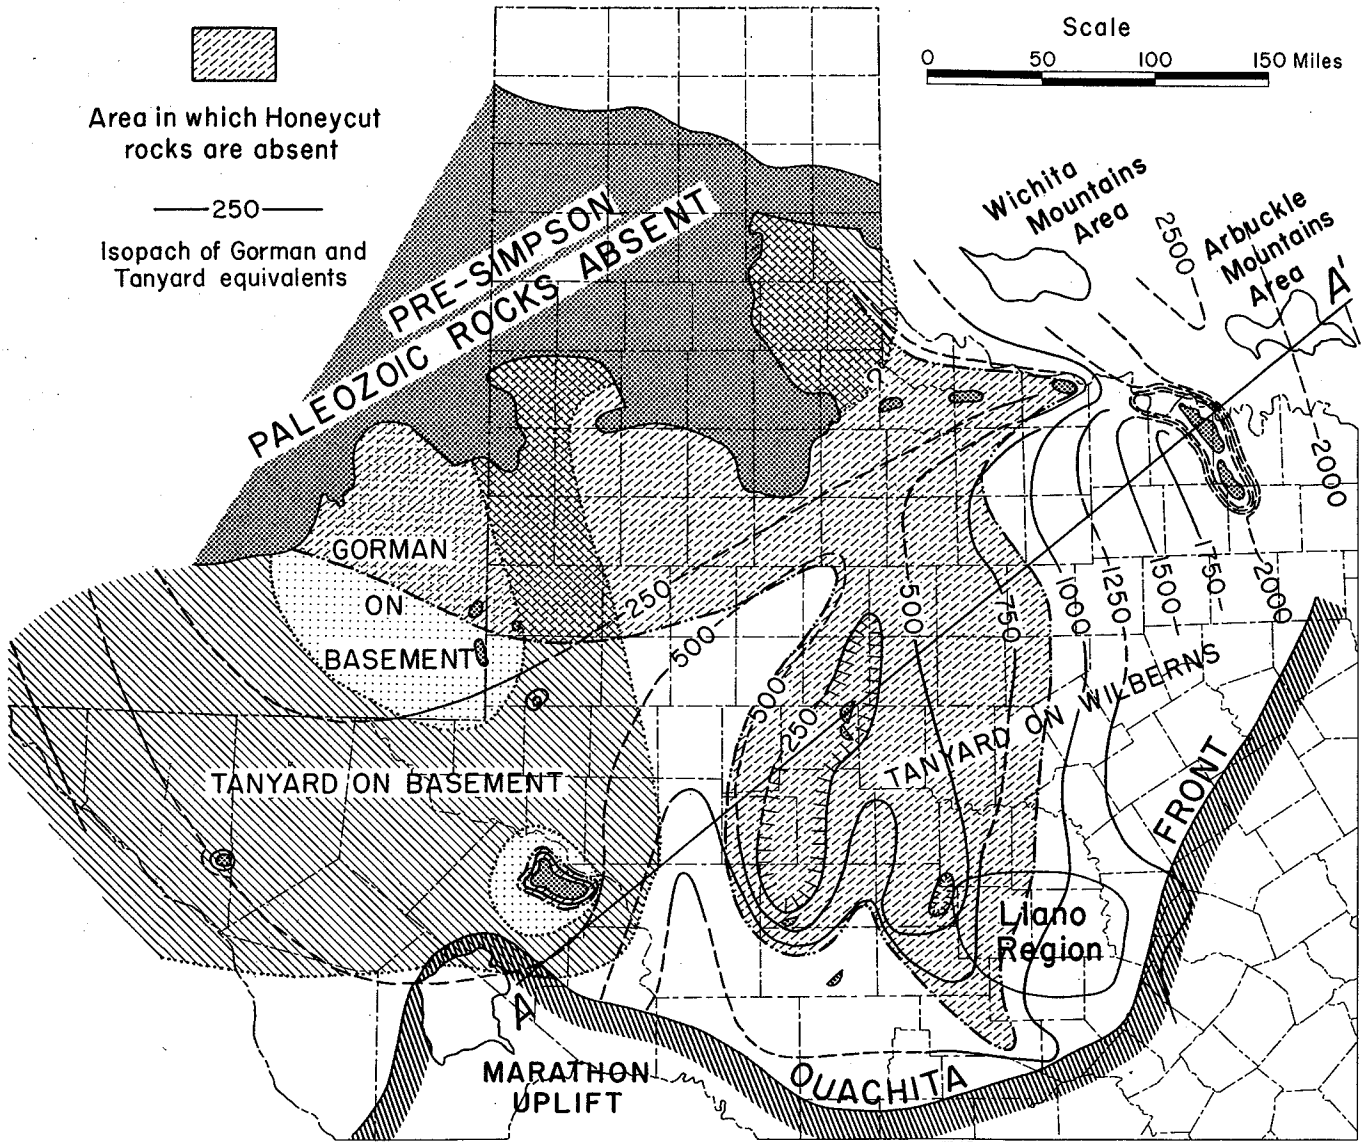 Scale
0 50 100 150 Miles
Area in which Honeycut
rocks are absent
250
Isopach of Gorman and
Tanyard equivalents
PRE-SIMPSON
PALEOZOIC ROCKS ABSENT
Wichita
Mountains
Area
2500
Arbuckle
Mountains
Area
A'
2000
GORMAN
ON
BASEMENT
250
500
500
250
500
750
1000
1250
1500
1750
2000
TANYARD ON WILBERNS
TANYARD ON BASEMENT
FRONT
Llano
Region
A
MARATHON
UPLIFT
OUACHITA